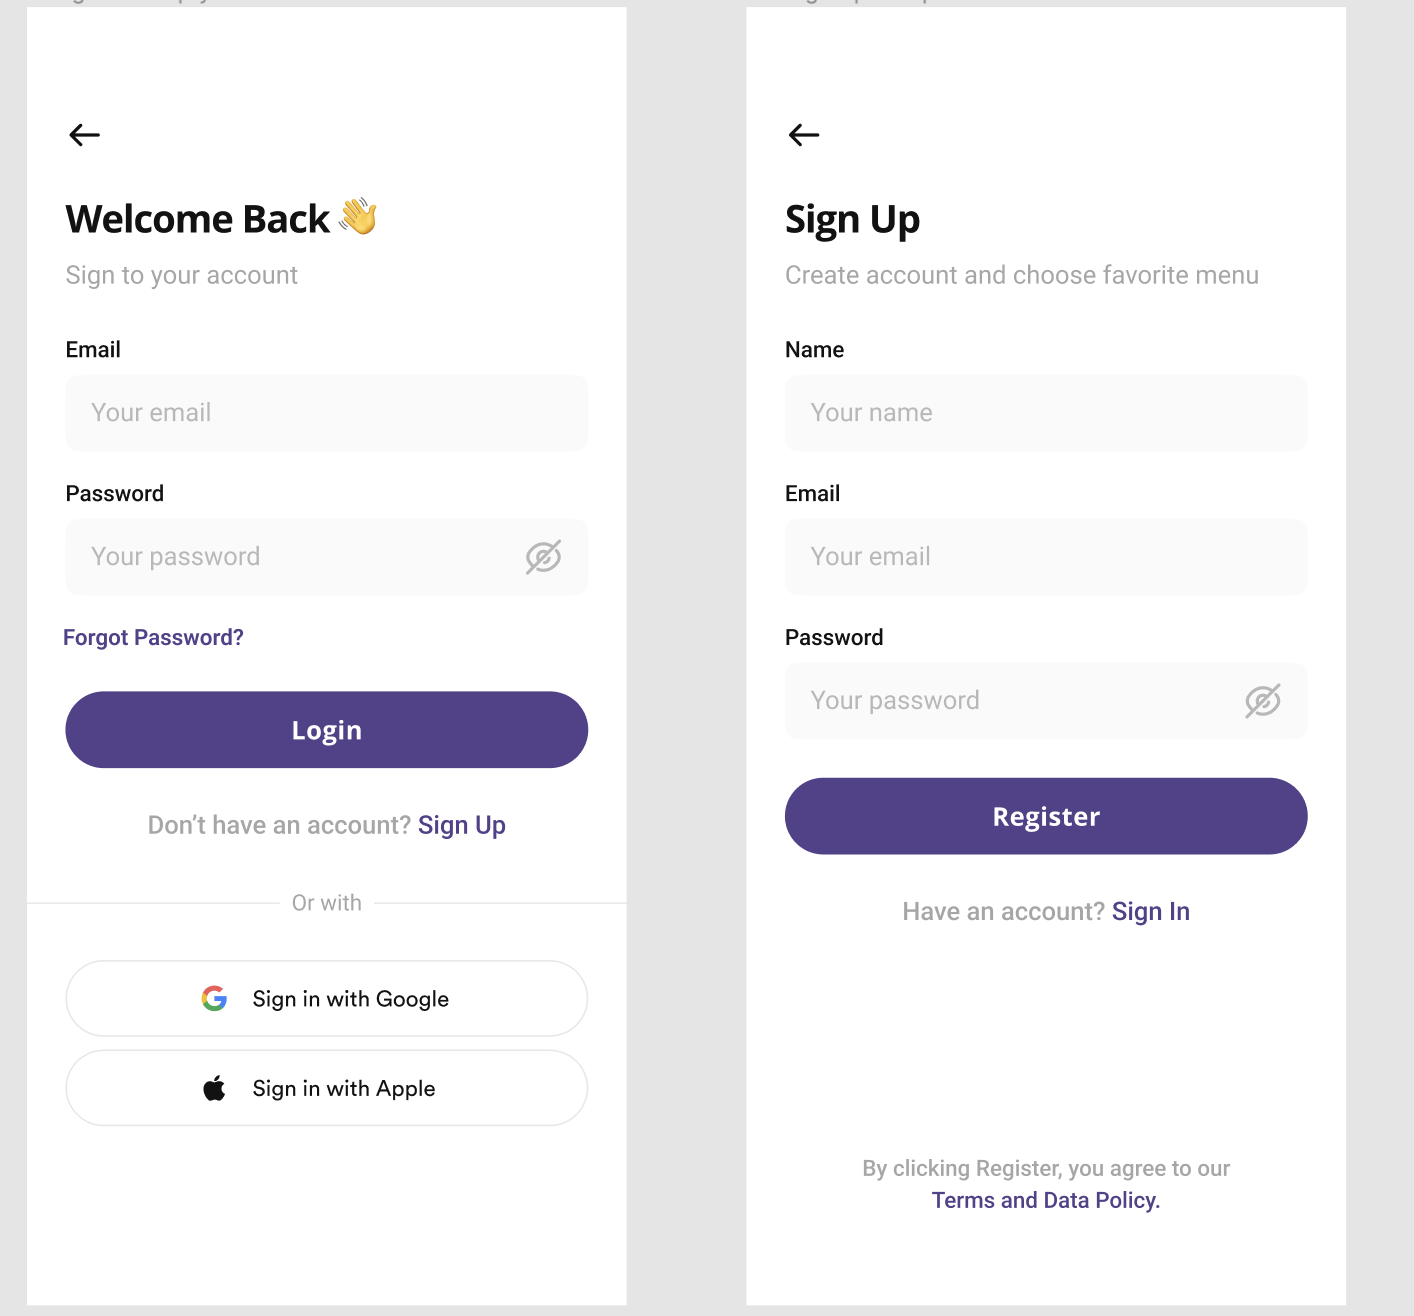 Welcome Back 👋
Sign to your account
Email
Your email
Password
Your password
Forgot Password?
Login
Don’t have an account? Sign Up
Or with
Sign in with Google
Sign in with Apple
Sign Up
Create account and choose favorite menu
Name
Your name
Email
Your email
Password
Your password
Register
Have an account? Sign In
By clicking Register, you agree to our
Terms and Data Policy.